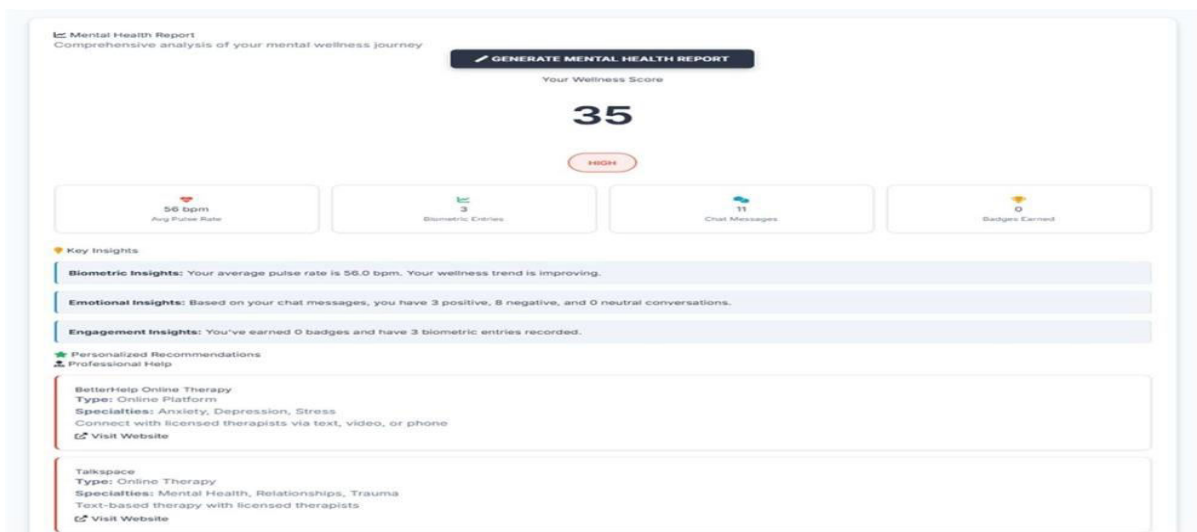 Mental Health Report
Comprehensive analysis of your mental wellness journey
GENERATE MENTAL HEALTH REPORT
Your Wellness Score
35
HIGH
56 bpm
Avg Pulse Rate
3
Biometric Entries
11
Chat Messages
0
Badges Earned
Key Insights
Biometric Insights: Your average pulse rate is 56.0 bpm. Your wellness trend is improving.
Emotional Insights: Based on your chat messages, you have 3 positive, 8 negative, and 0 neutral conversations.
Engagement Insights: You've earned 0 badges and have 3 biometric entries recorded.
Personalized Recommendations
Professional Help
BetterHelp Online Therapy
Type: Online Platform
Specialties: Anxiety, Depression, Stress
Connect with licensed therapists via text, video, or phone
Visit Website
Talkspace
Type: Online Therapy
Specialties: Mental Health, Relationships, Trauma
Text-based therapy with licensed therapists
Visit Website